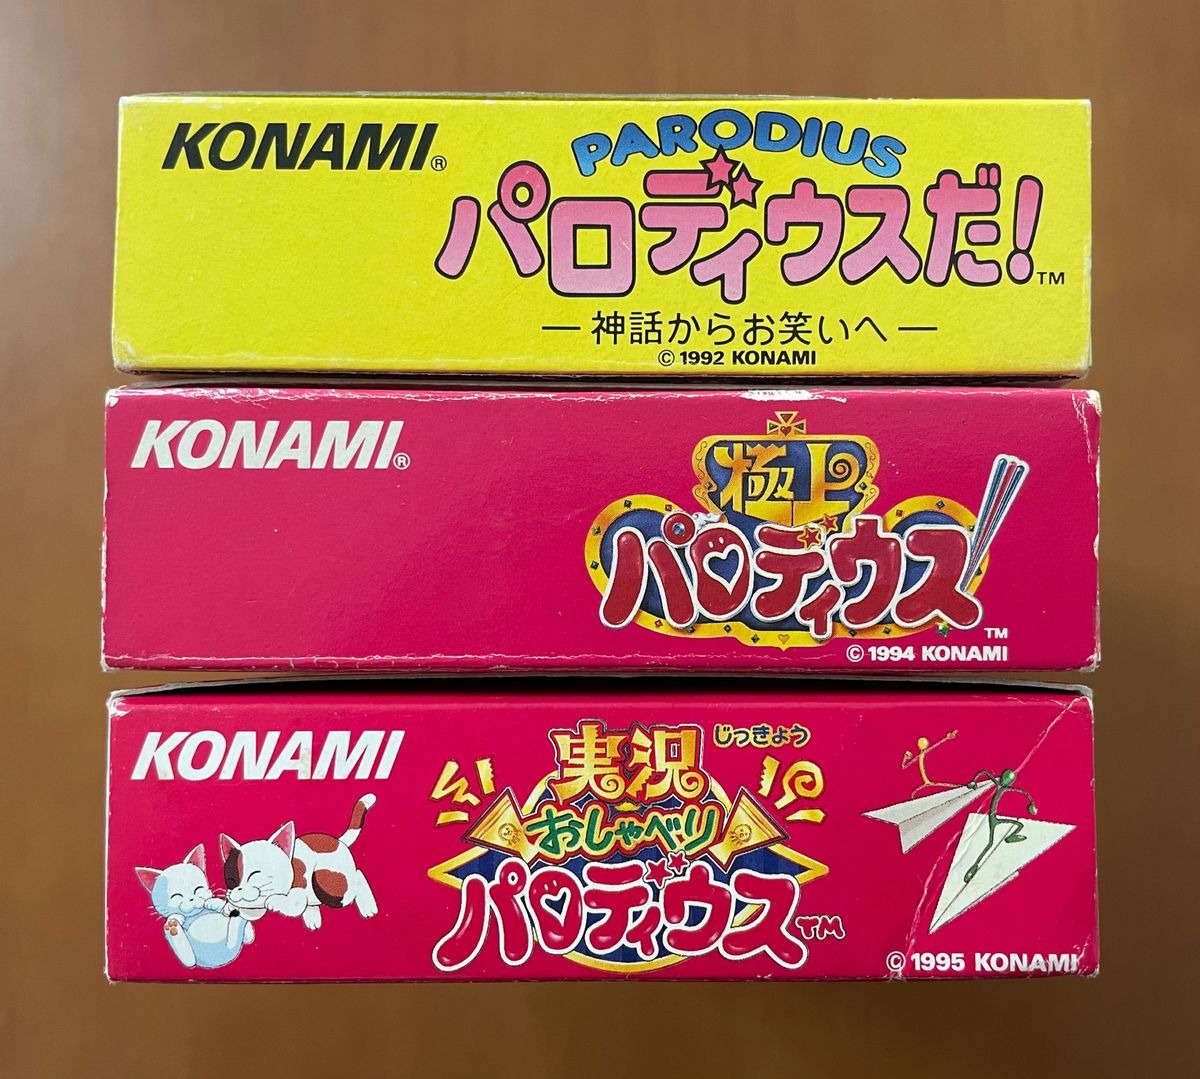 KONAMI®
PARODIUS
パロディウスだ!™
―神話からお笑いへ―
© 1992 KONAMI
KONAMI®
極上
パロディウス
™
© 1994 KONAMI
KONAMI
実況 じっきょう
おしゃべり
パロディウス™
© 1995 KONAMI